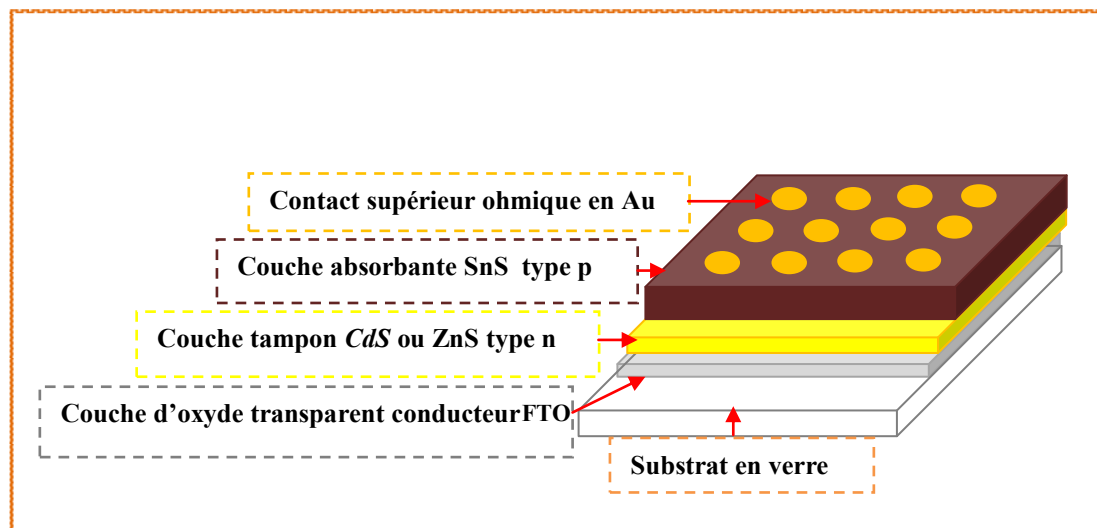 Contact supérieur ohmique en Au
Couche absorbante SnS type p
Couche tampon CdS ou ZnS type n
Couche d'oxyde transparent conducteurFTO
Substrat en verre